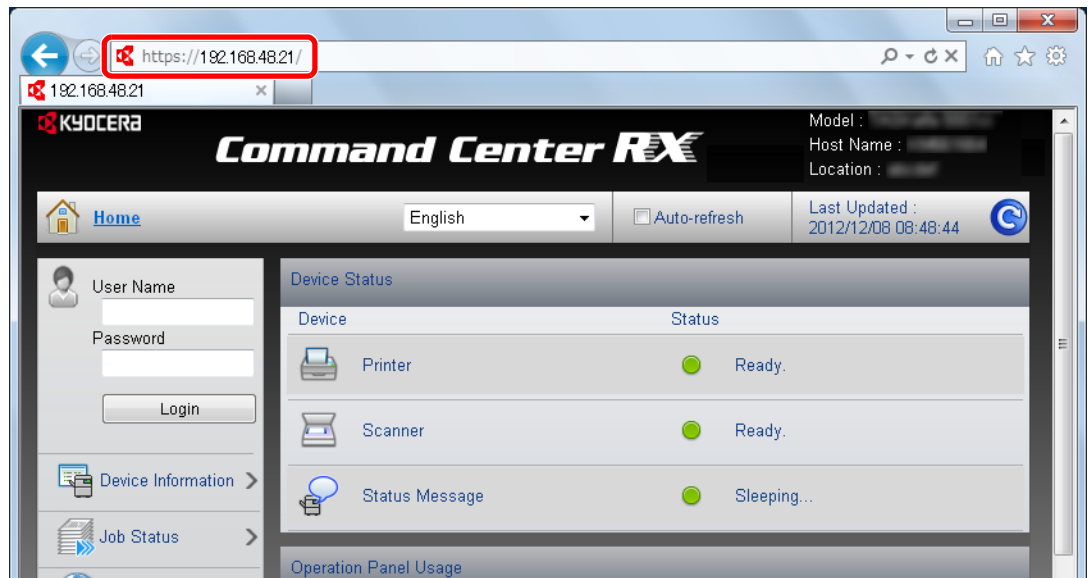 https://192.168.48.21/
192.168.48.21
KYOCERA
Command Center RX
Model :
Host Name :
Location :
Home
English
Auto-refresh
Last Updated :
2012/12/08 08:48:44
User Name
Password
Login
Device Information
Job Status
Device Status
Device Status
Printer Ready.
Scanner Ready.
Status Message Sleeping...
Operation Panel Usage